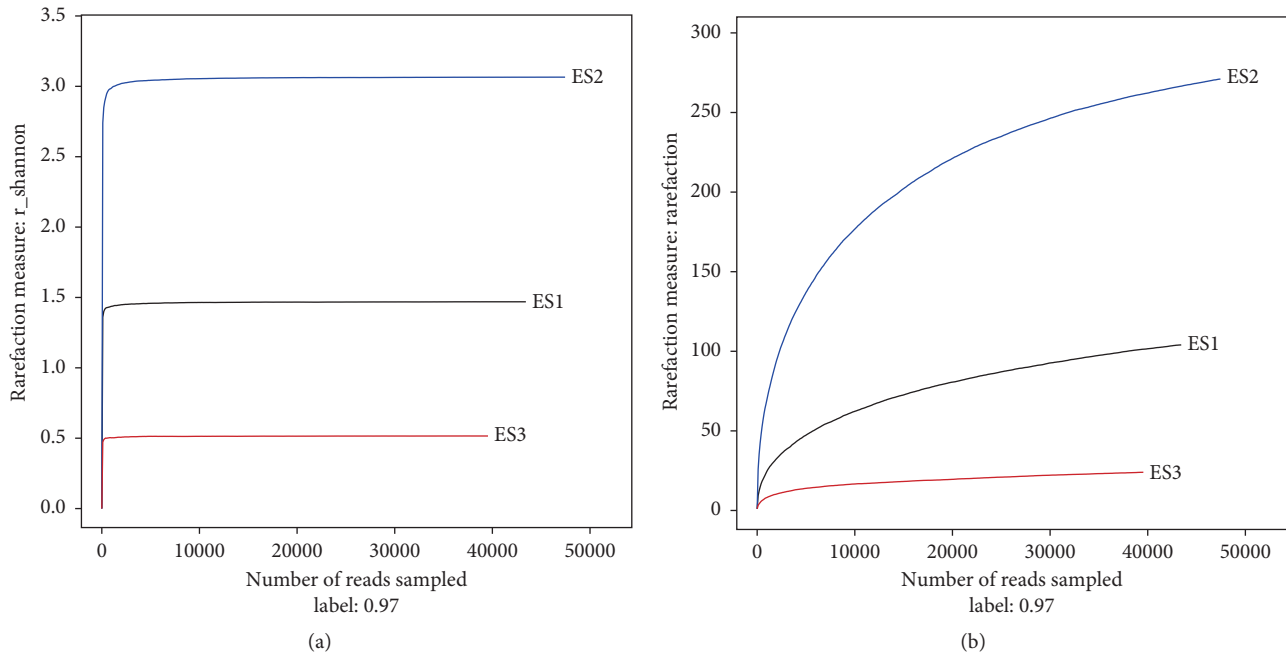 Rarefaction measure: r_shannon
3.5
3.0
2.5
2.0
1.5
1.0
0.5
0.0
ES2
ES1
ES3
0
10000
20000
30000
40000
50000
Number of reads sampled
label: 0.97
(a)
Rarefaction measure: rarefaction
300
250
200
150
100
50
0
ES2
ES1
ES3
0
10000
20000
30000
40000
50000
Number of reads sampled
label: 0.97
(b)